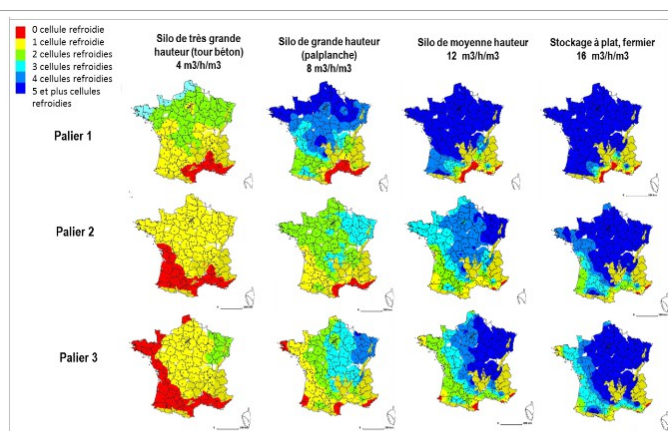 0 cellule refroidie
1 cellule refroidie
2 cellules refroidies
3 cellules refroidies
4 cellules refroidies
5 et plus cellules
refroidies
Silo de très grande
hauteur (tour béton)
4 m3/h/m3
Silo de grande hauteur
(palplanche)
8 m3/h/m3
Silo de moyenne hauteur
12 m3/h/m3
Stockage à plat, fermier
16 m3/h/m3
Palier 1
Palier 2
Palier 3